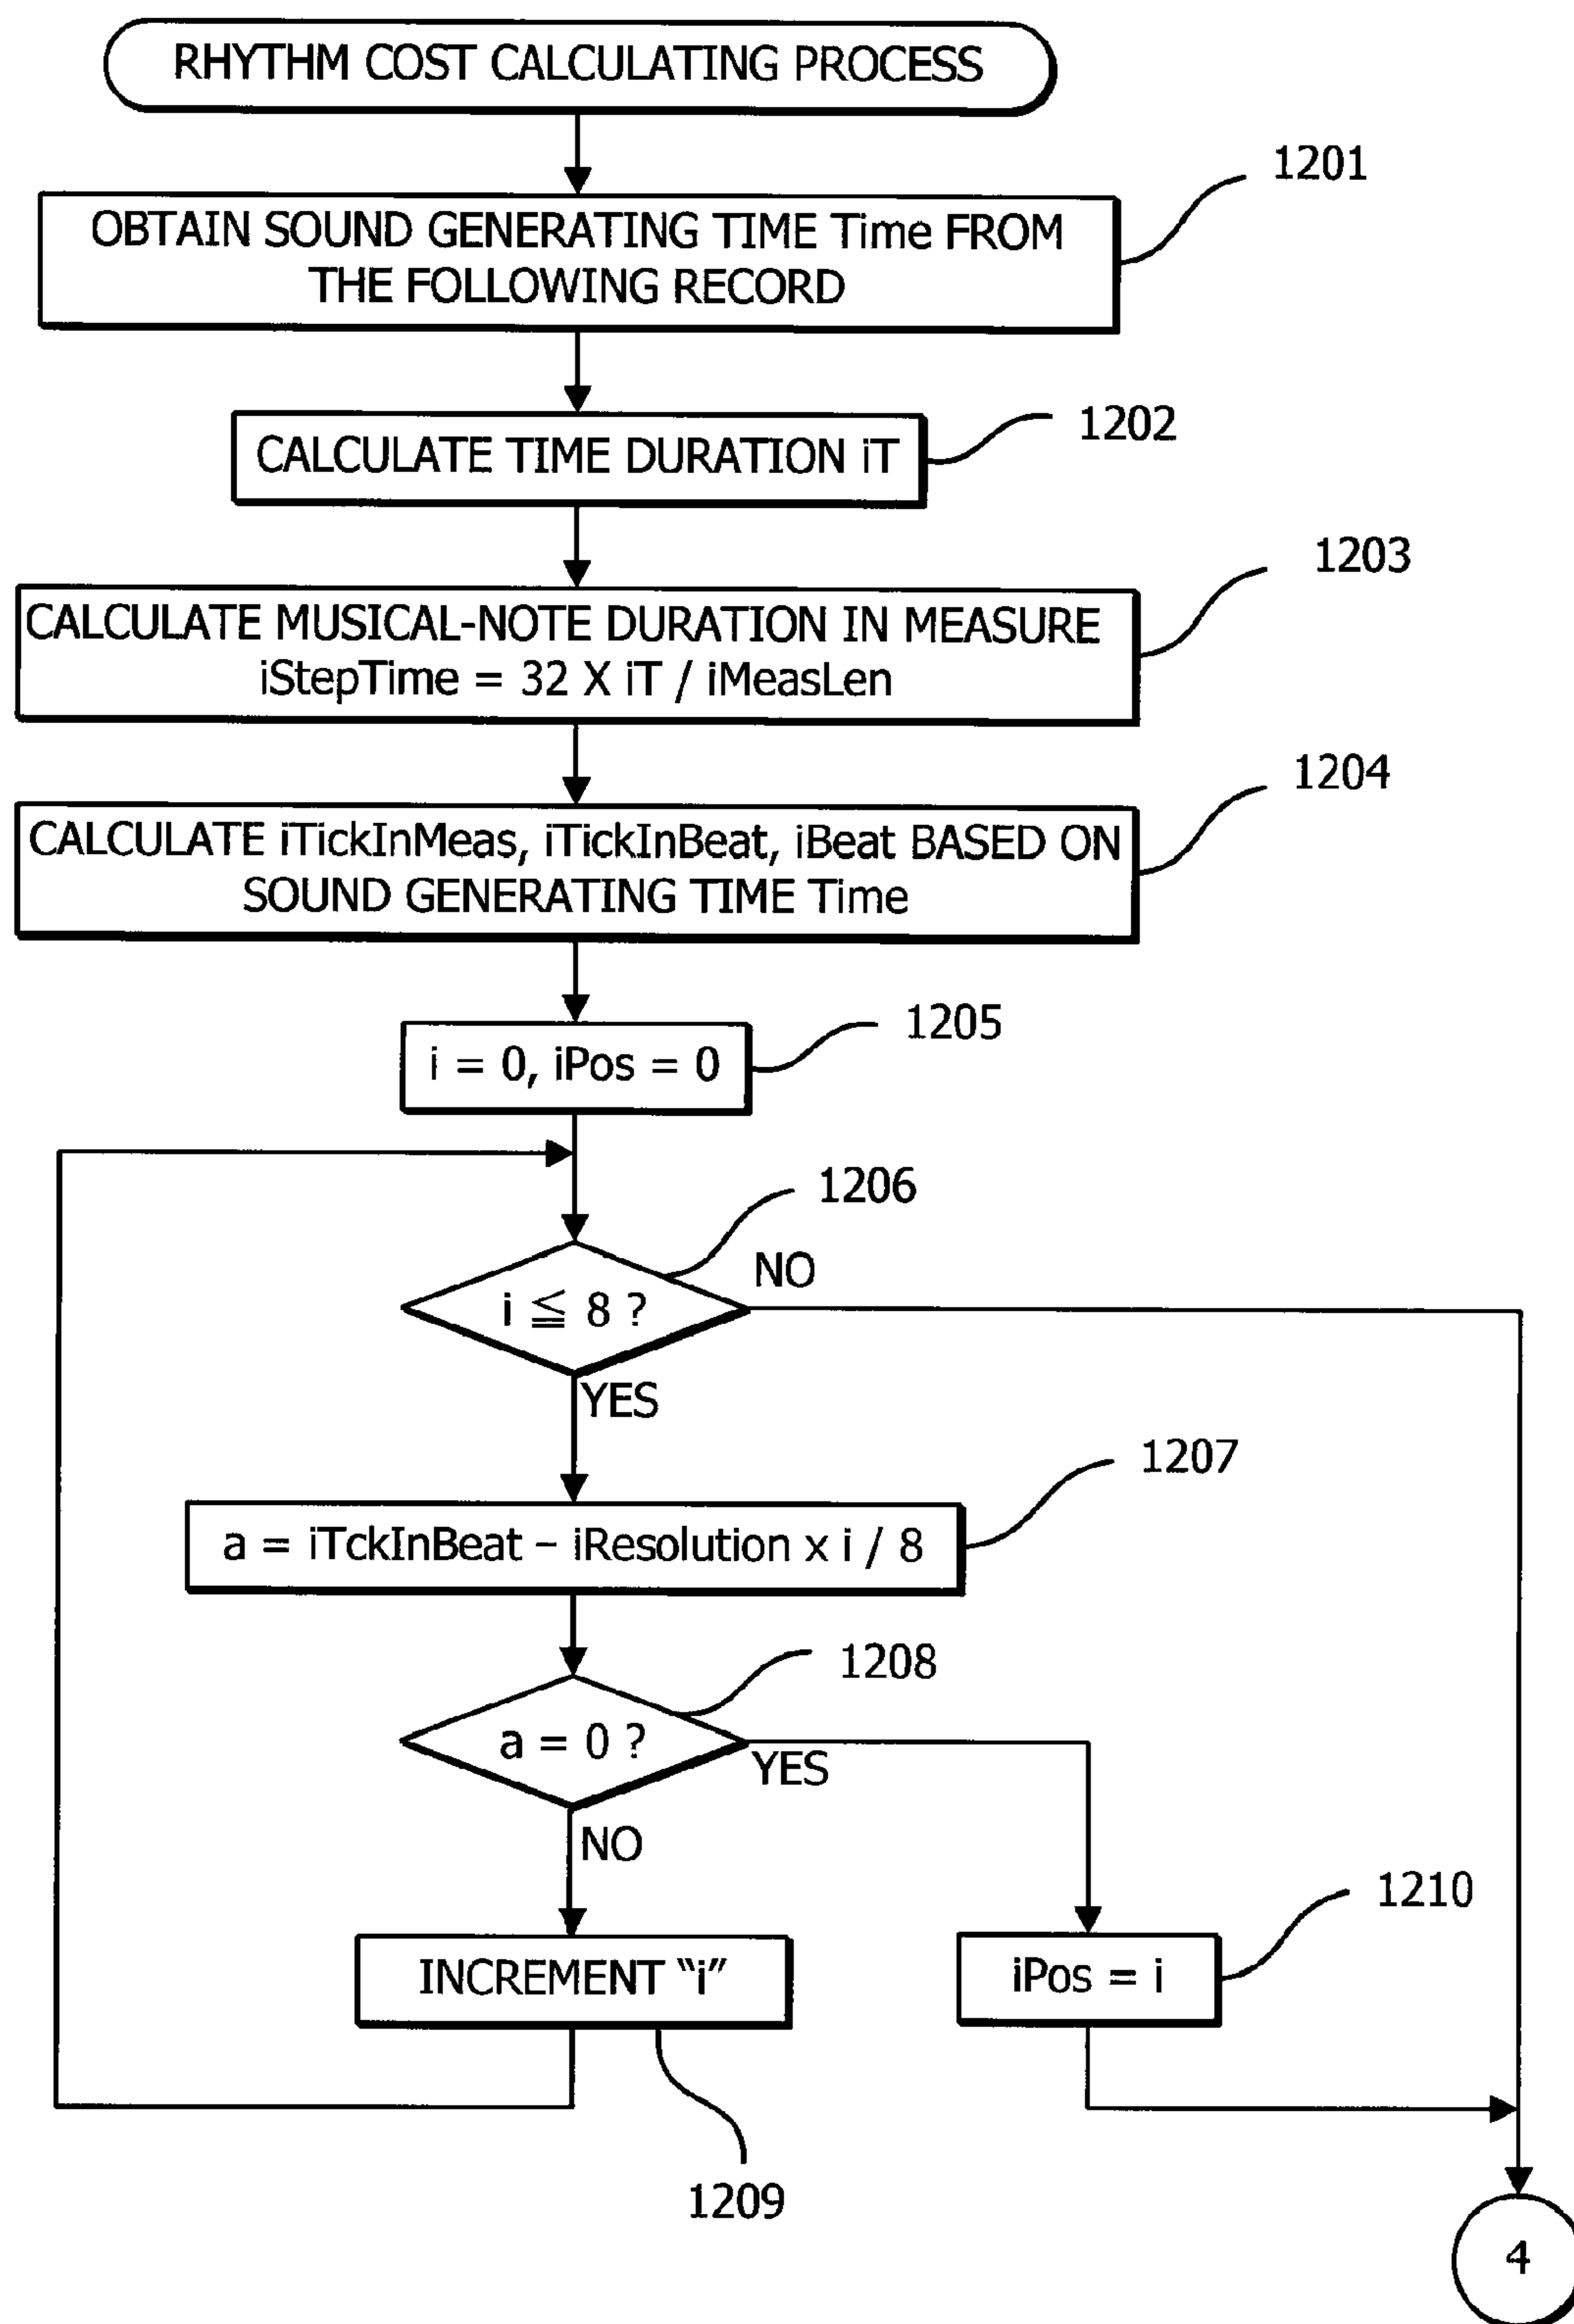 RHYTHM COST CALCULATING PROCESS
1201
OBTAIN SOUND GENERATING TIME Time FROM
THE FOLLOWING RECORD
1202
CALCULATE TIME DURATION iT
1203
CALCULATE MUSICAL-NOTE DURATION IN MEASURE
iStepTime = 32 X iT / iMeasLen
1204
CALCULATE iTickInMeas, iTickInBeat, iBeat BASED ON
SOUND GENERATING TIME Time
1205
i = 0, iPos = 0
1206
NO
i ≦ 8 ?
YES
1207
a = iTckInBeat – iResolution x i / 8
1208
a = 0 ?
YES
NO
1210
INCREMENT “i”
iPos = i
1209
4